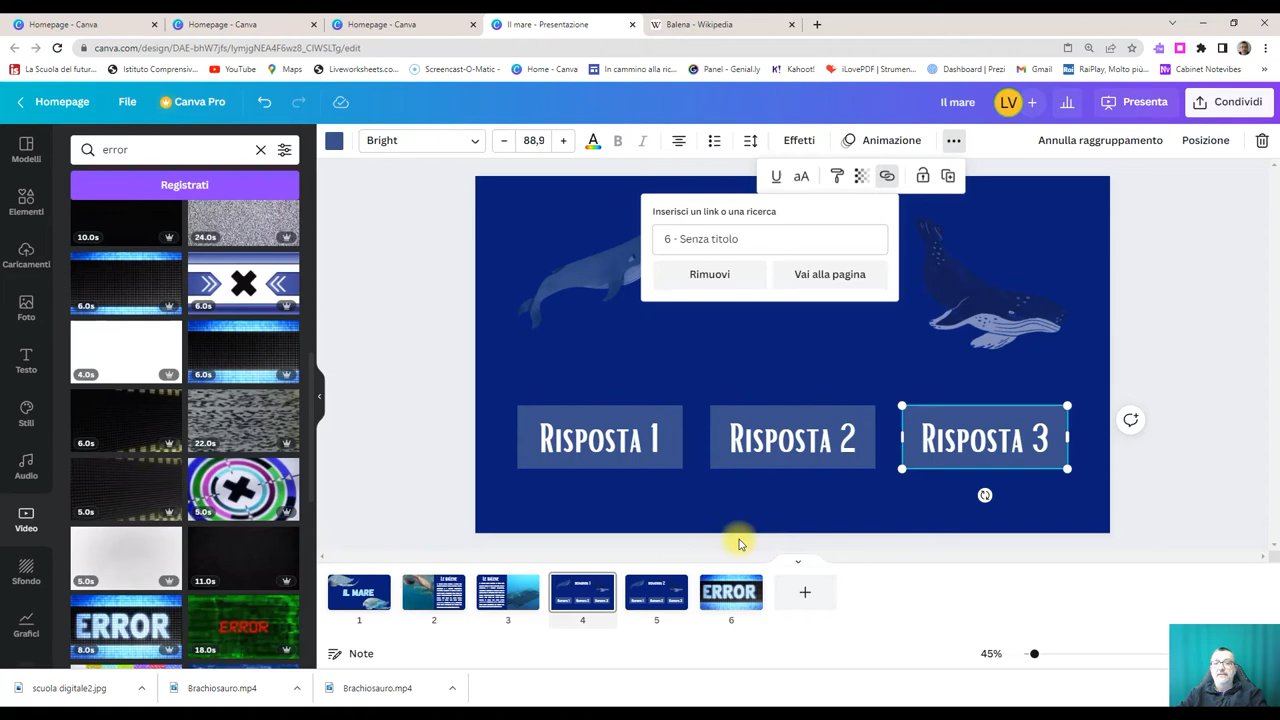 Homepage - Canva
Homepage - Canva
Homepage - Canva
Il mare - Presentazione
Balena - Wikipedia
canva.com/design/DAE-bhW7jfs/IymjgNEA4F6wz8_CIWSLTg/edit
La Scuola del futur...
Istituto Comprensiv...
YouTube
Maps
Liveworksheets.co...
Screencast-O-Matic -
Home - Canva
In cammino alla ric...
Panel - Genial.ly
Kahoot!
iLovePDF | Strumen...
Dashboard | Prezi
Gmail
RaiPlay, Molto più...
Cabinet Notevibes
Homepage
File
Canva Pro
Il mare
LV
Presenta
Condividi
Bright
88,9
A
B
I
Effetti
Animazione
Annulla raggruppamento
Posizione
U
aA
Modelli
Elementi
Caricamenti
Foto
Testo
Stili
Audio
Video
Sfondo
Grafici
error
Registrati
10.0s
24.0s
6.0s
6.0s
4.0s
6.0s
6.0s
22.0s
5.0s
5.0s
5.0s
11.0s
ERROR
8.0s
ERROR
18.0s
Inserisci un link o una ricerca
6 - Senza titolo
Rimuovi
Vai alla pagina
Risposta 1
Risposta 2
Risposta 3
IL MARE
LE BALENE
LE BALENE
ERROR
1
2
3
4
5
6
Note
45%
scuola digitale2.jpg
Brachiosauro.mp4
Brachiosauro.mp4